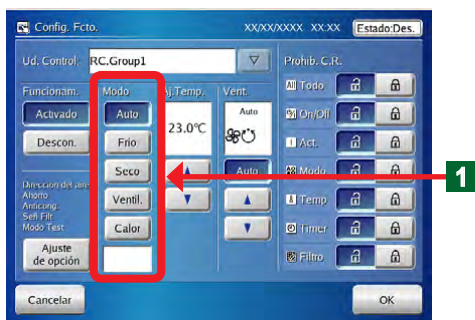 Config. Fcto.
XX/XX/XXXX XX:XX
Estado:Des.
Ud. Control
RC.Group1
Prohib. C.R.
Funcionam.
Activado
Descon.
Modo
Auto
Frío
Seco
Ventil.
Calor
Aj.Temp.
23.0°C
Vent.
Auto
Auto
All Todo
On/Off
Act.
Modo
Temp
Timer
Filtro
Dirección del aire
Ahorro
Anticong.
Señ Filt
Modo Test
Ajuste
de opción
Cancelar
OK
1